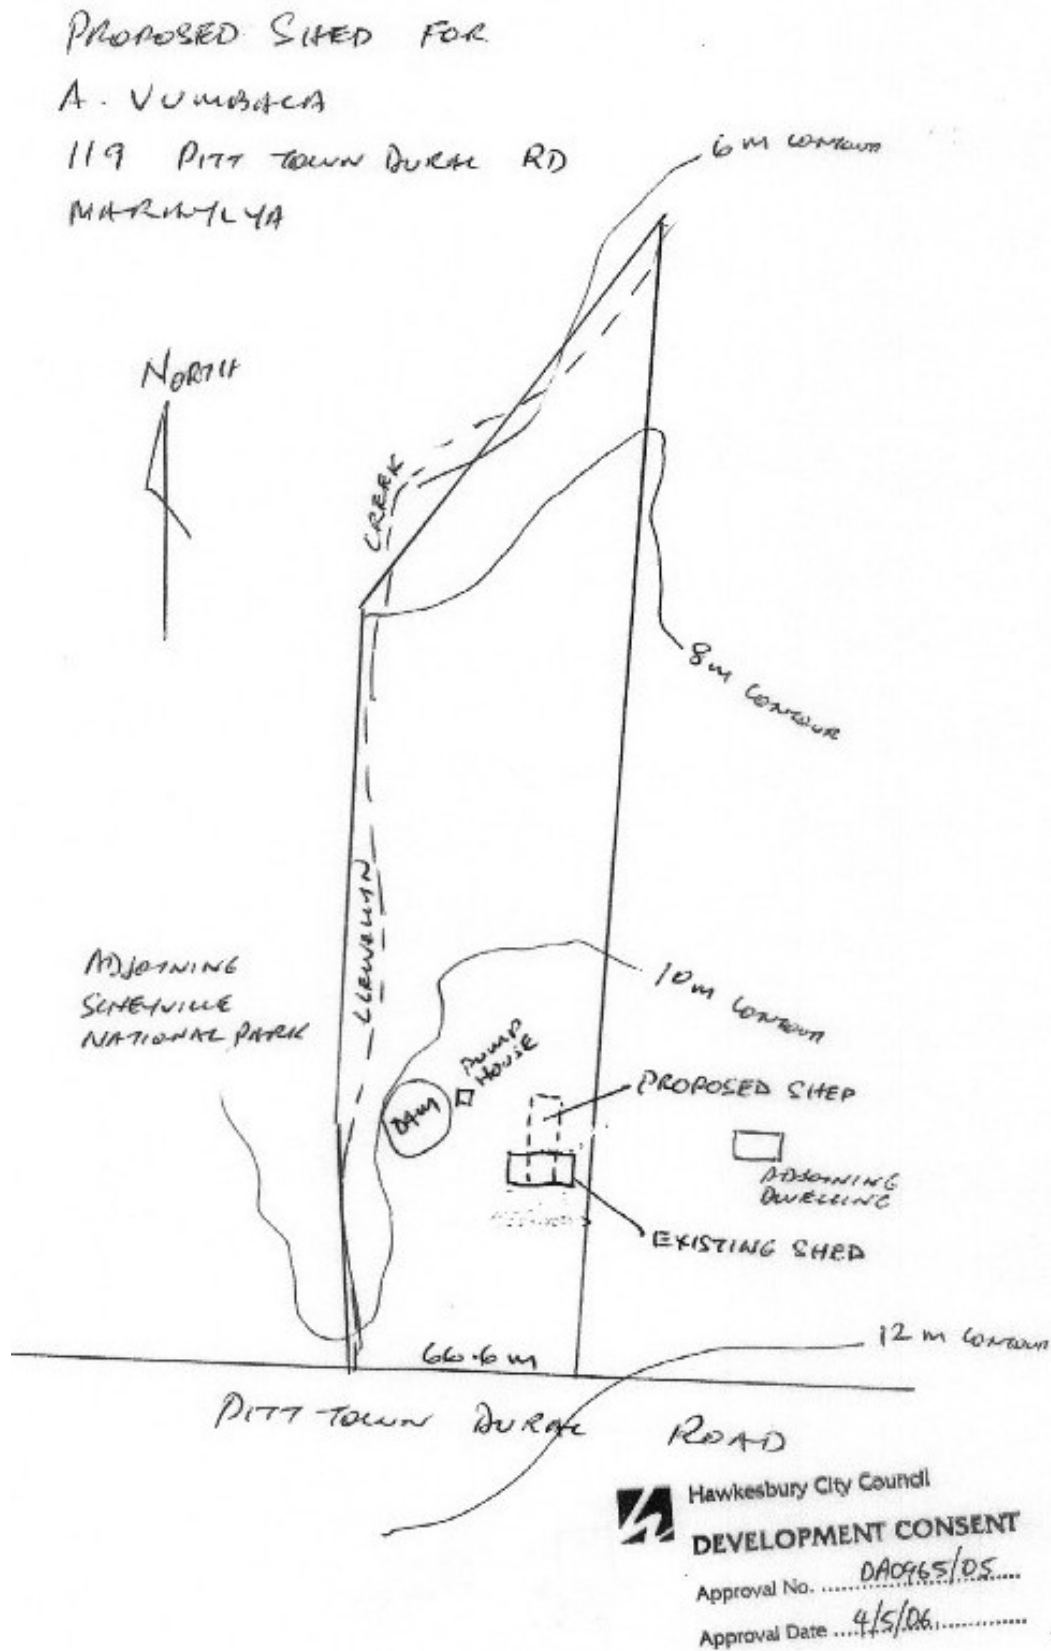 PROPOSED SHED FOR
A. VUMBACA
119 PITT TOWN DURAL RD
MARAYLYA
6m CONTOUR
NORTH
CREEK
8m CONTOUR
LLEWELLYN
ADJOINING
SCHEYVILLE
NATIONAL PARK
10m CONTOUR
PUMP
HOUSE
DAM
PROPOSED SHED
ADJOINING
DWELLING
EXISTING SHED
12m CONTOUR
66.6m
PITT TOWN DURAL ROAD
Hawkesbury City Council
DEVELOPMENT CONSENT
Approval No. DA0965/05
Approval Date 4/5/06